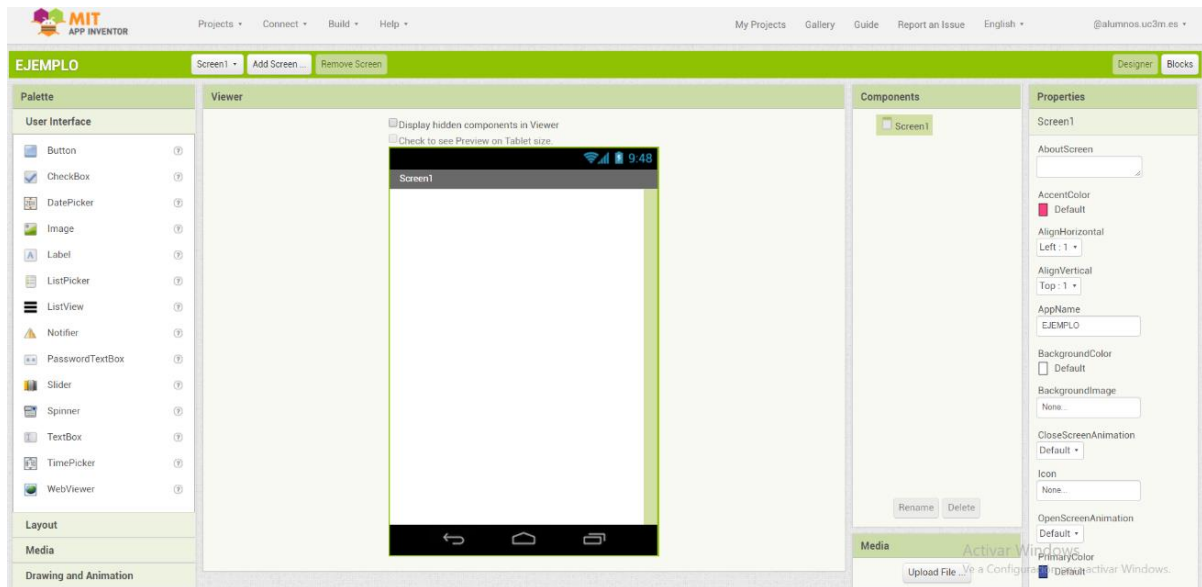 MIT
APP INVENTOR
Projects
Connect
Build
Help
My Projects
Gallery
Guide
Report an Issue
English
@alumnos.uc3m.es
EJEMPLO
Screen1
Add Screen ...
Remove Screen
Designer
Blocks
Palette
User Interface
Button
CheckBox
DatePicker
Image
Label
ListPicker
ListView
Notifier
PasswordTextBox
Slider
Spinner
TextBox
TimePicker
WebViewer
Layout
Media
Drawing and Animation
Viewer
Display hidden components in Viewer
Check to see Preview on Tablet size.
9:48
Screen1
Components
Screen1
Rename
Delete
Media
Upload File ...
Properties
Screen1
AboutScreen
AccentColor
Default
AlignHorizontal
Left : 1
AlignVertical
Top : 1
AppName
EJEMPLO
BackgroundColor
Default
BackgroundImage
None...
CloseScreenAnimation
Default
Icon
None...
OpenScreenAnimation
Default
PrimaryColor
Default
Activar Windows
Ve a Configuración para activar Windows.